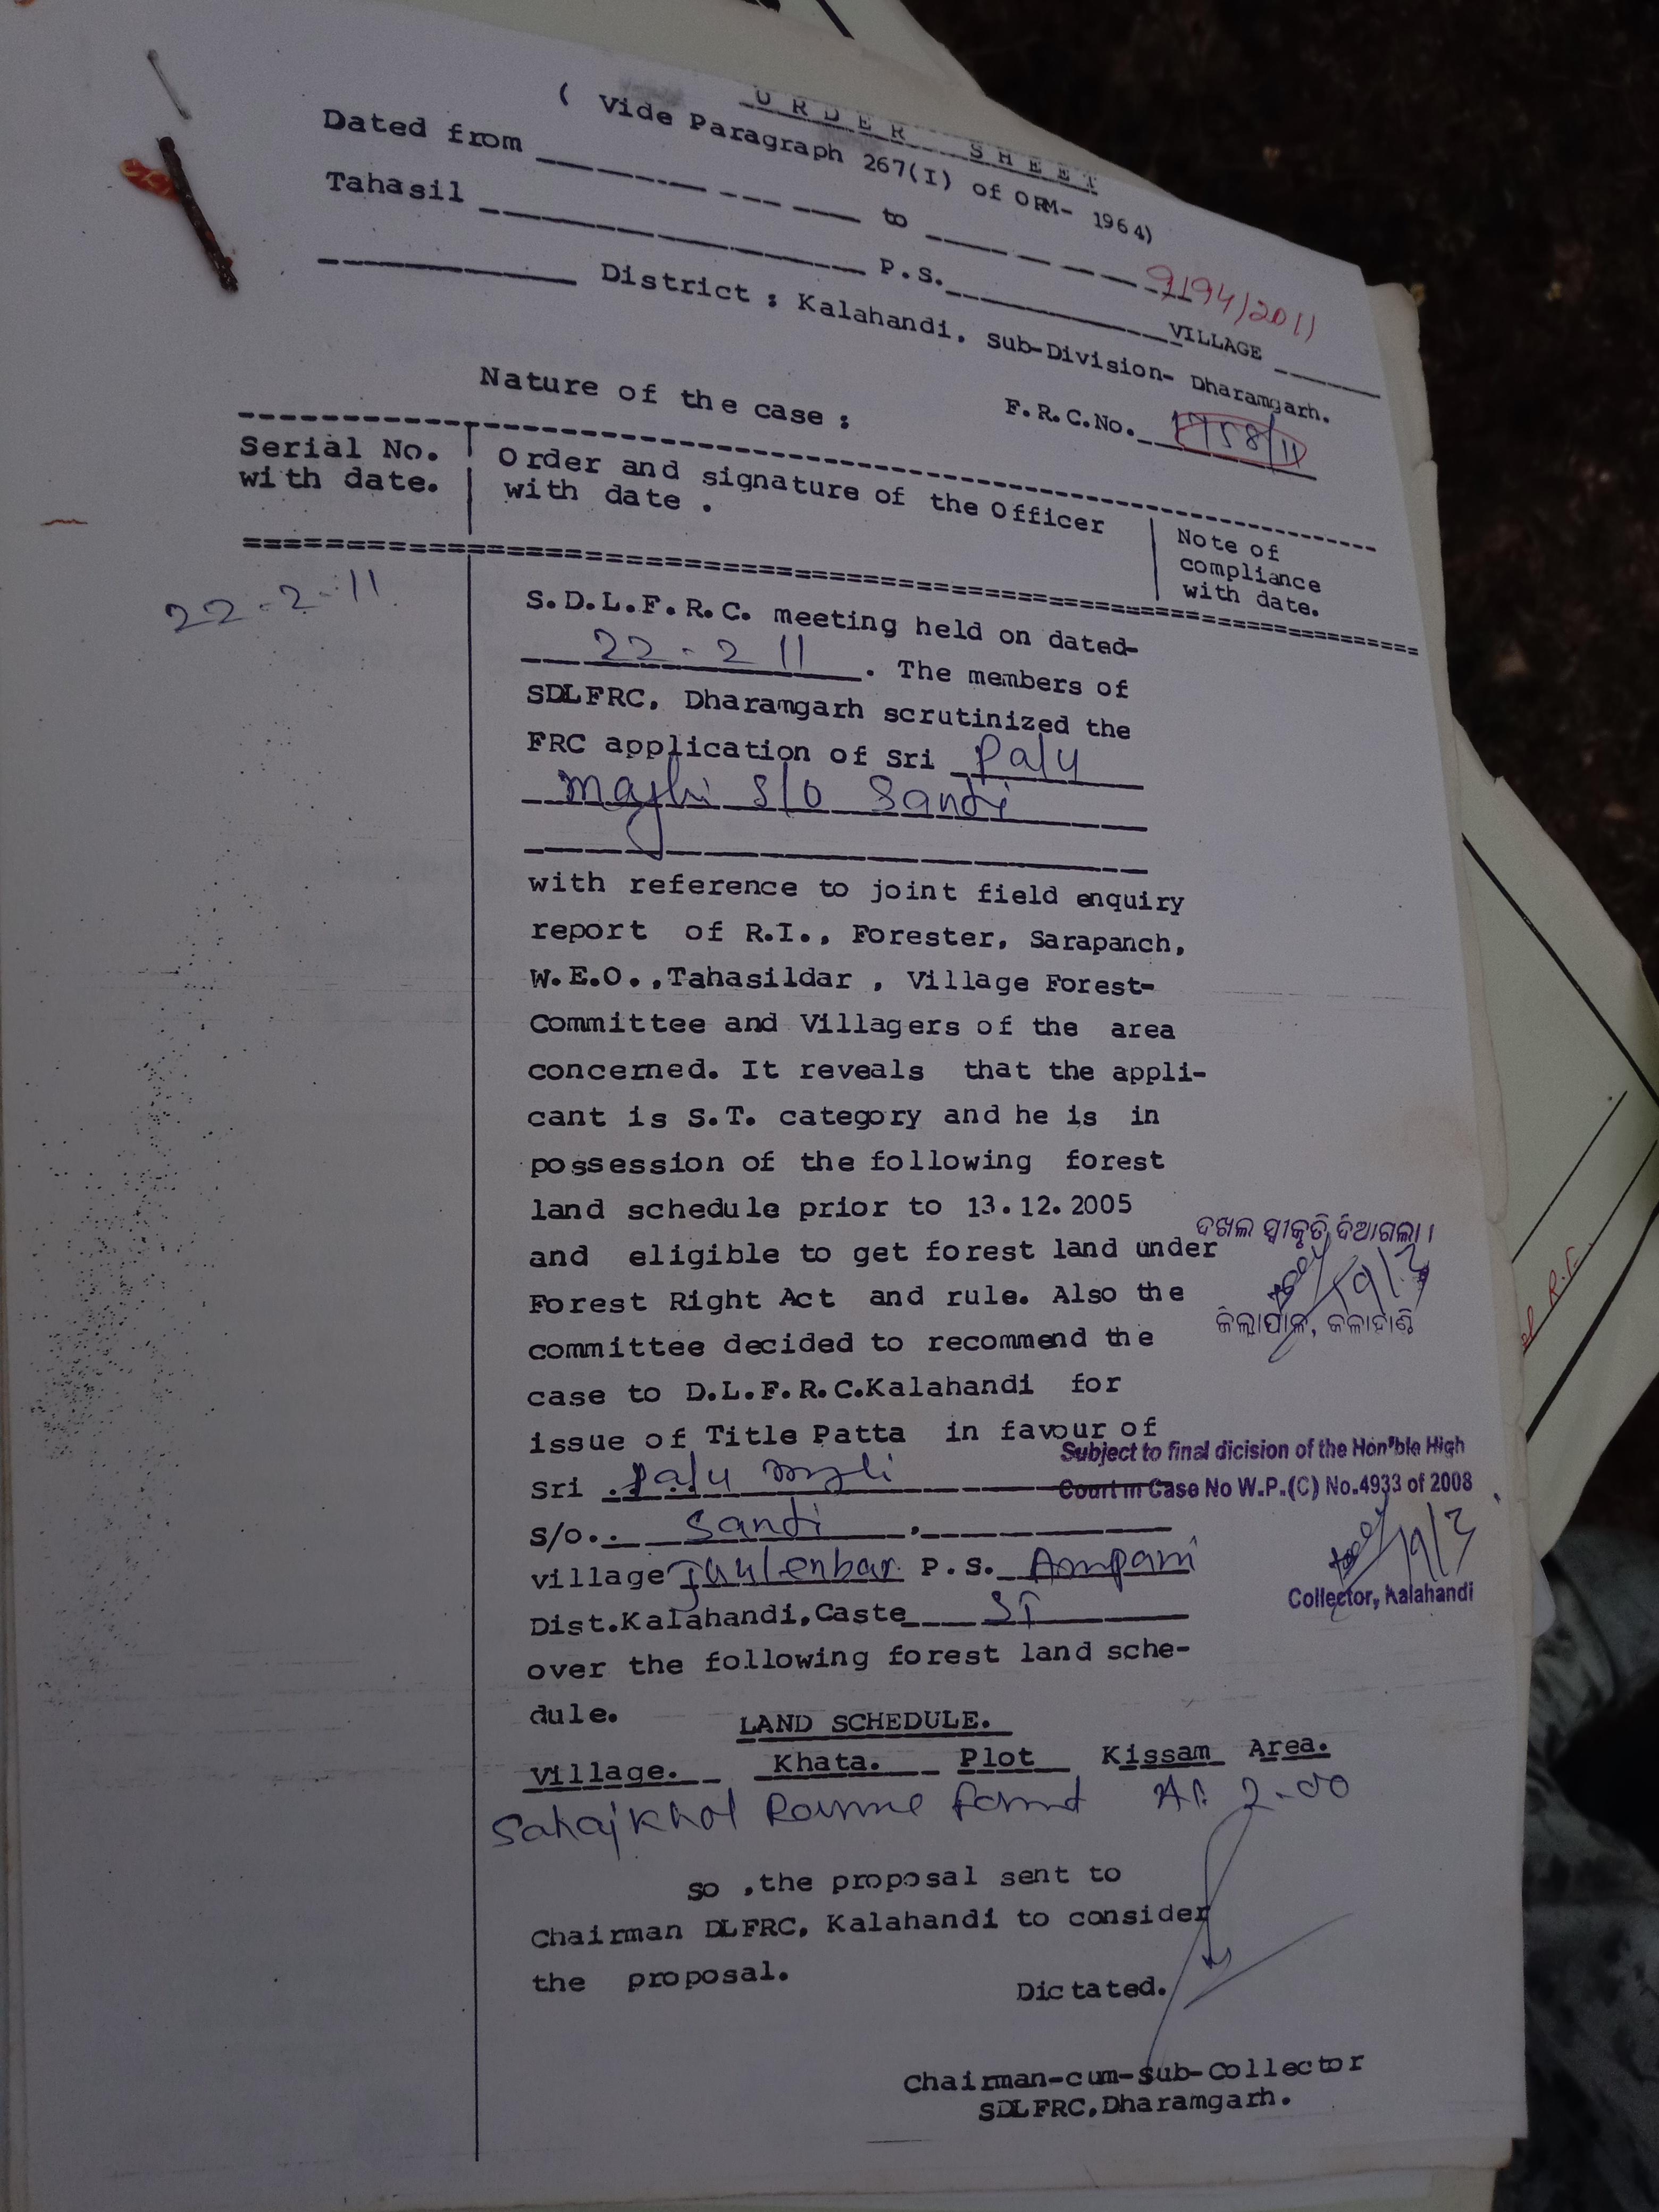 ORDER SHEET
( Vide Paragraph 267(I) of ORM- 1964)
Dated from to
Tahasil P.S. VILLAGE
9194/2011
District : Kalahandi, Sub-Division- Dharamgarh.
Nature of the case : F.R.C.No. 1758/11
Serial No. with date.
Order and signature of the Officer with date .
Note of compliance with date.
22-2-11
S.D.L.F.R.C. meeting held on dated-
22-2 11 . The members of
SDLFRC, Dharamgarh scrutinized the
FRC application of Sri Palu
Majhi S/o Sandi
with reference to joint field enquiry
report of R.I., Forester, Sarapanch,
W.E.O.,Tahasildar , Village Forest-
Committee and Villagers of the area
concerned. It reveals that the appli-
cant is S.T. category and he is in
possession of the following forest
land schedule prior to 13.12.2005
and eligible to get forest land under
Forest Right Act and rule. Also the
committee decided to recommend the
case to D.L.F.R.C.Kalahandi for
issue of Title Patta in favour of
Sri Palu Majhi
S/o. Sandi
village P.S. Ampani
Dist.Kalahandi,Caste ST
over the following forest land sche-
dule.
ଦଖଲ ସ୍ୱୀକୃତି ଦିଆଗଲା ।
ଜିଲ୍ଲାପାଳ, କଳାହାଣ୍ଡି
Subject to final dicision of the Hon'ble High
Court in Case No W.P.(C) No.4933 of 2008
Collector, Kalahandi
LAND SCHEDULE.
Village. Khata. Plot Kissam Area.
Sahajkhol Ac 2.00
so ,the proposal sent to
Chairman DLFRC, Kalahandi to consider
the proposal.
Dictated.
Chairman-cum-Sub-Collector
SDLFRC,Dharamgarh.